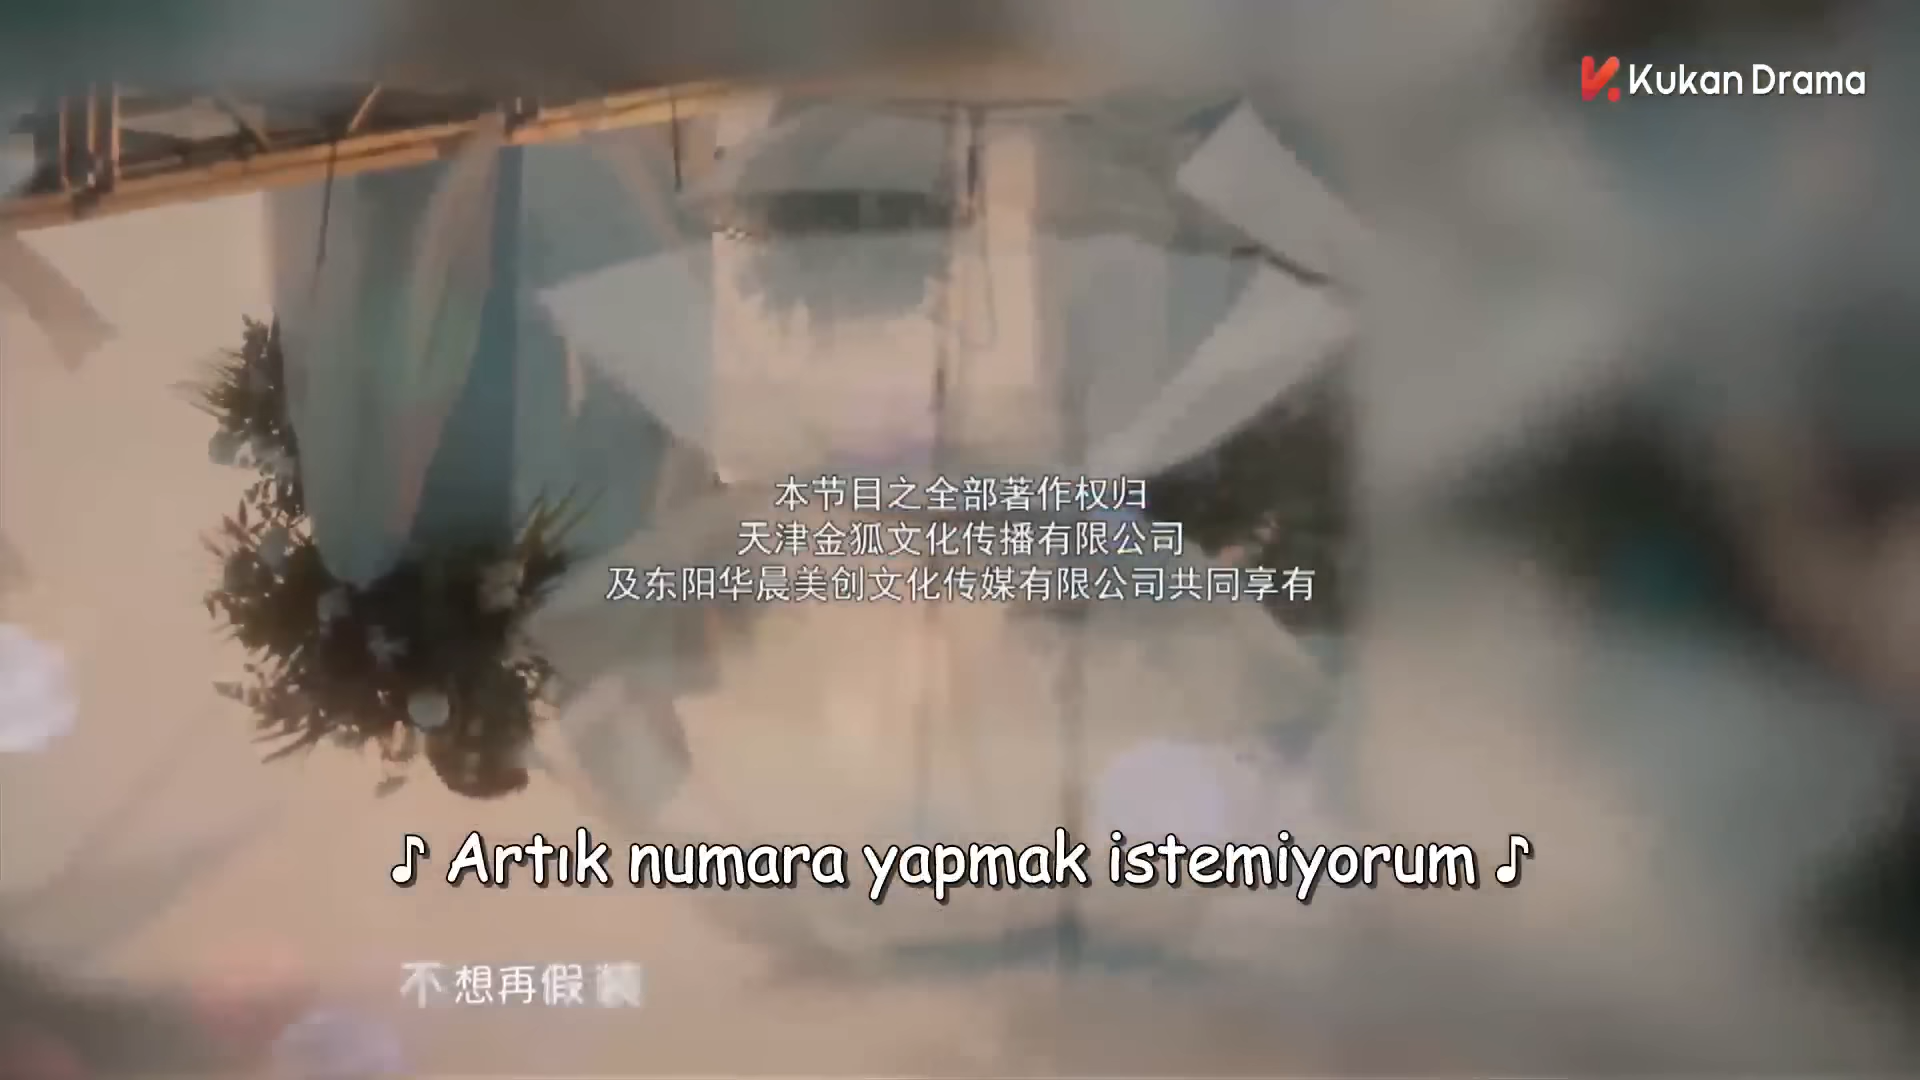 Kukan Drama
本节目之全部著作权归
天津金狐文化传播有限公司
及东阳华晨美创文化传媒有限公司共同享有
♪ Artık numara yapmak istemiyorum ♪
不想再假装